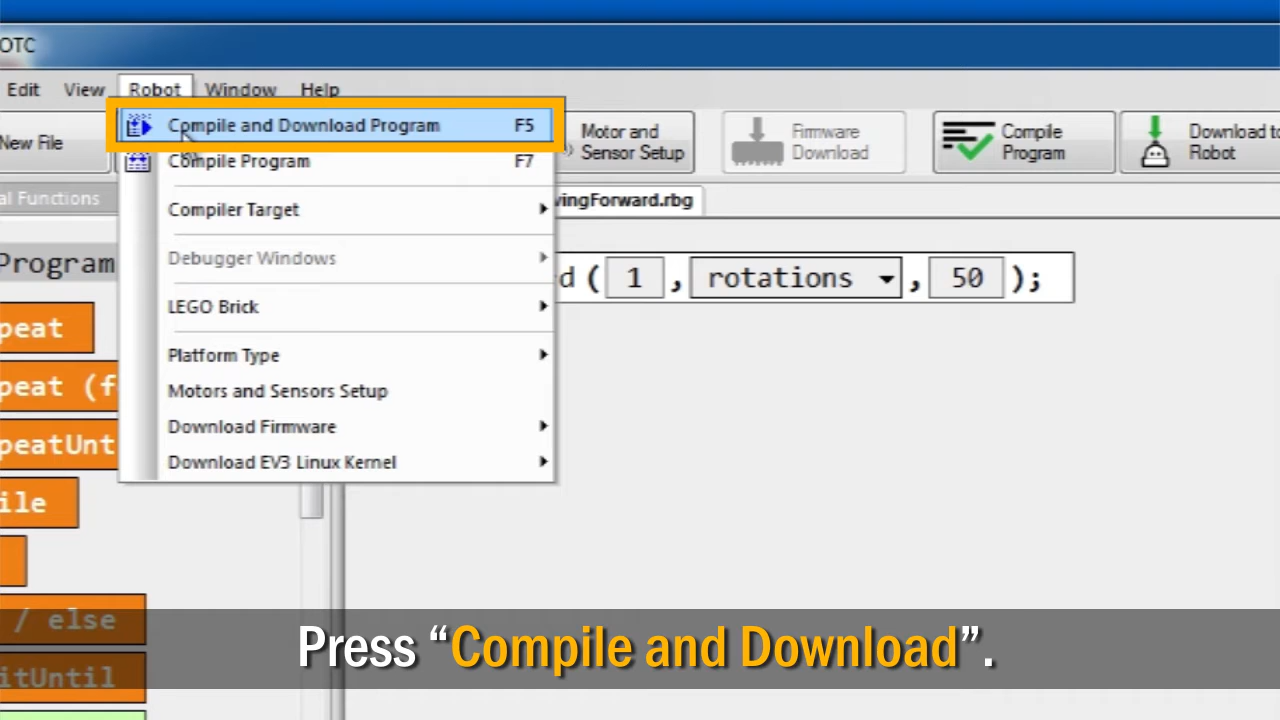 OTC
Edit View Robot Window Help
New File
Compile and Download Program F5
Compile Program F7
Compiler Target
Debugger Windows
LEGO Brick
Platform Type
Motors and Sensors Setup
Download Firmware
Download EV3 Linux Kernel
Motor and
Sensor Setup
Firmware
Download
Compile
Program
Download to
Robot
al Functions
vingForward.rbg
Program
d ( 1 , rotations , 50 );
peat
peat (f
peatUnt
ile
/ else
itUntil
Press “Compile and Download”.